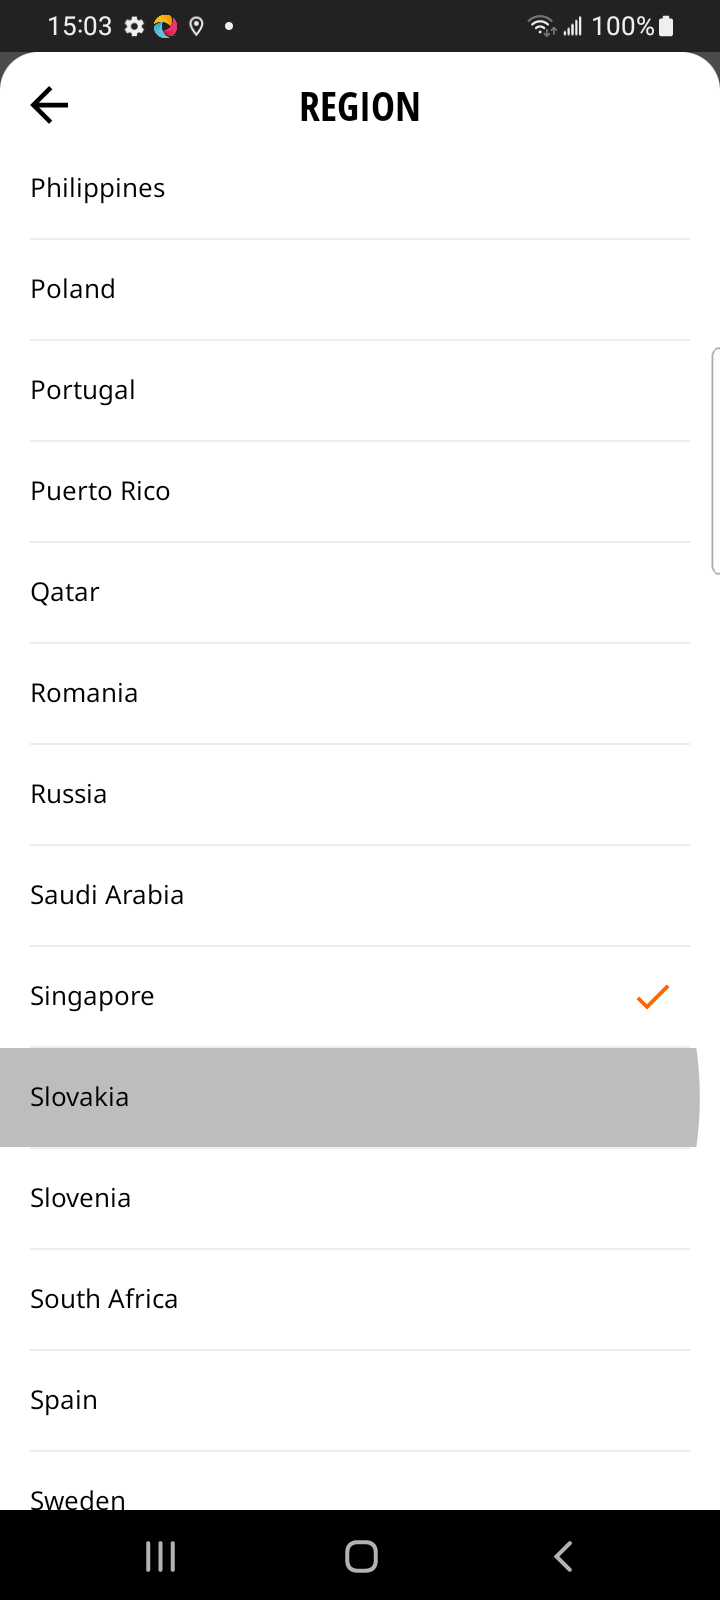 15:03
100%
REGION
Philippines
Poland
Portugal
Puerto Rico
Qatar
Romania
Russia
Saudi Arabia
Singapore
Slovakia
Slovenia
South Africa
Spain
Sweden